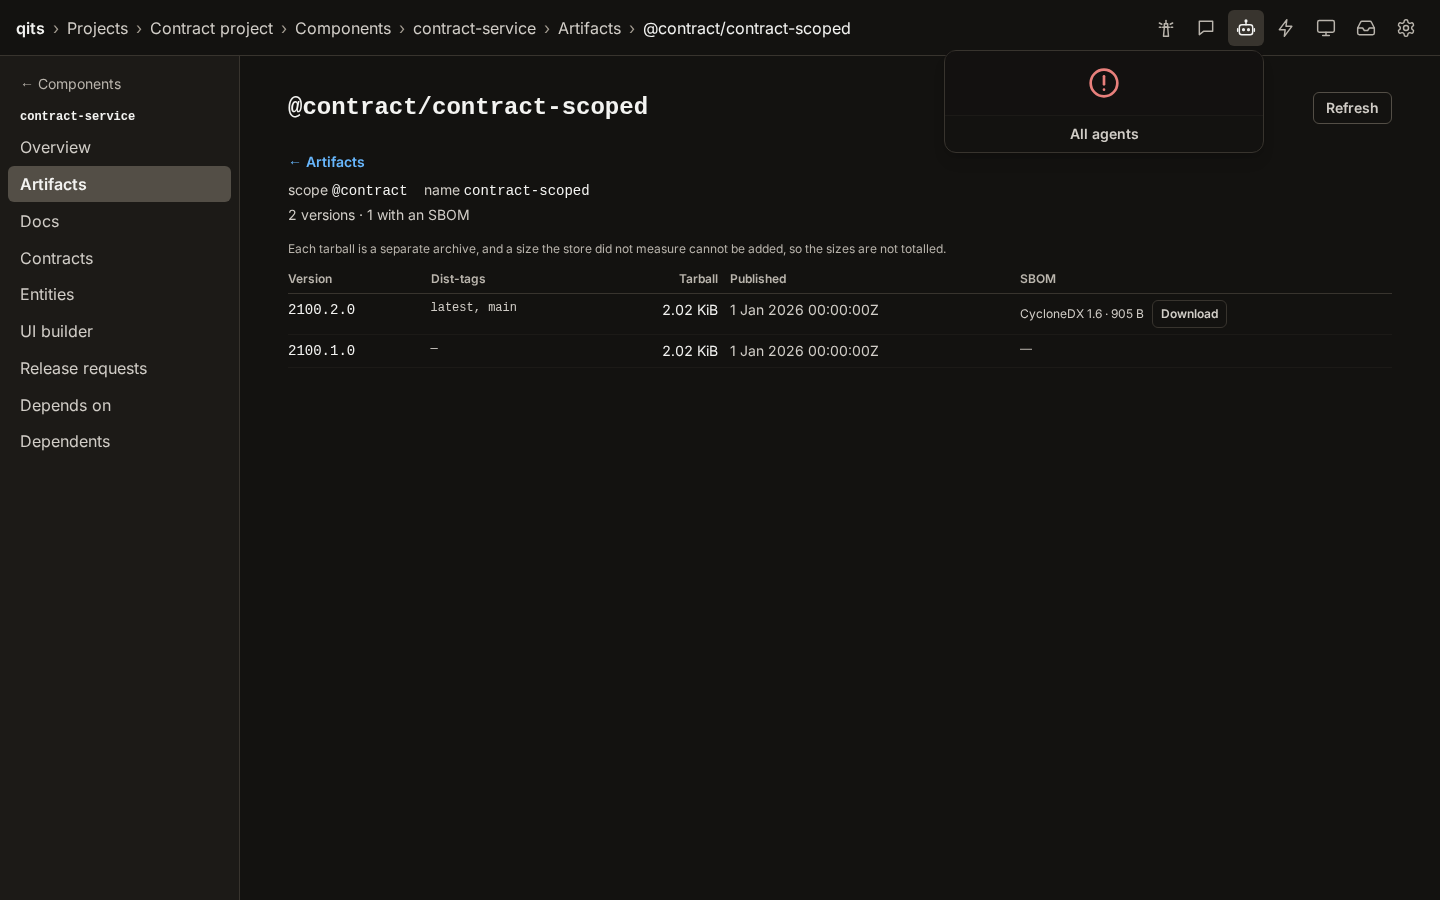 qits › Projects › Contract project › Components › contract-service › Artifacts › @contract/contract-scoped
← Components
contract-service
Overview
Artifacts
Docs
Contracts
Entities
UI builder
Release requests
Depends on
Dependents
All agents
@contract/contract-scoped
Refresh
← Artifacts
scope @contract name contract-scoped
2 versions · 1 with an SBOM
Each tarball is a separate archive, and a size the store did not measure cannot be added, so the sizes are not totalled.
Version Dist-tags Tarball Published SBOM
2100.2.0 latest, main 2.02 KiB 1 Jan 2026 00:00:00Z CycloneDX 1.6 · 905 B Download
2100.1.0 — 2.02 KiB 1 Jan 2026 00:00:00Z —